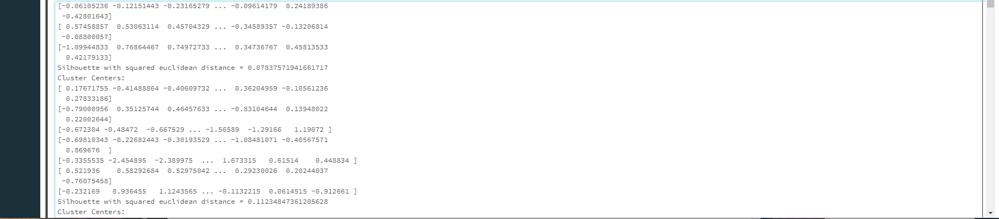 [-0.06105236 -0.12151443 -0.23165279 ... -0.09614179  0.24189386
 -0.42801643]
[ 0.57458857  0.53063114  0.45704329 ... -0.34589357 -0.13206814
 -0.08800057]
[-1.09944833  0.76864467  0.74972733 ...  0.34736767  0.45813533
  0.42179133]
Silhouette with squared euclidean distance = 0.07837571941661717
Cluster Centers:
[ 0.17671755 -0.41488864 -0.40609732 ...  0.36204959 -0.10561236
  0.27833186]
[-0.79000956  0.35125744  0.46457633 ... -0.83104644  0.13948022
  0.22002644]
[-0.672304 -0.48472  -0.667529 ... -1.56589  -1.29166   1.19072 ]
[-0.69810343 -0.22682443 -0.30193529 ... -1.08481071 -0.40567571
  0.869676  ]
[-0.3355535 -2.454895  -2.389975  ...  1.673315   0.61514    0.448834 ]
[ 0.521936    0.58292684  0.52975042 ...  0.29230026  0.20244037
 -0.76075458]
[-0.232169   0.936455   1.1243565 ... -0.1132215  0.0614515 -0.912661 ]
Silhouette with squared euclidean distance = 0.11234847361205628
Cluster Centers: